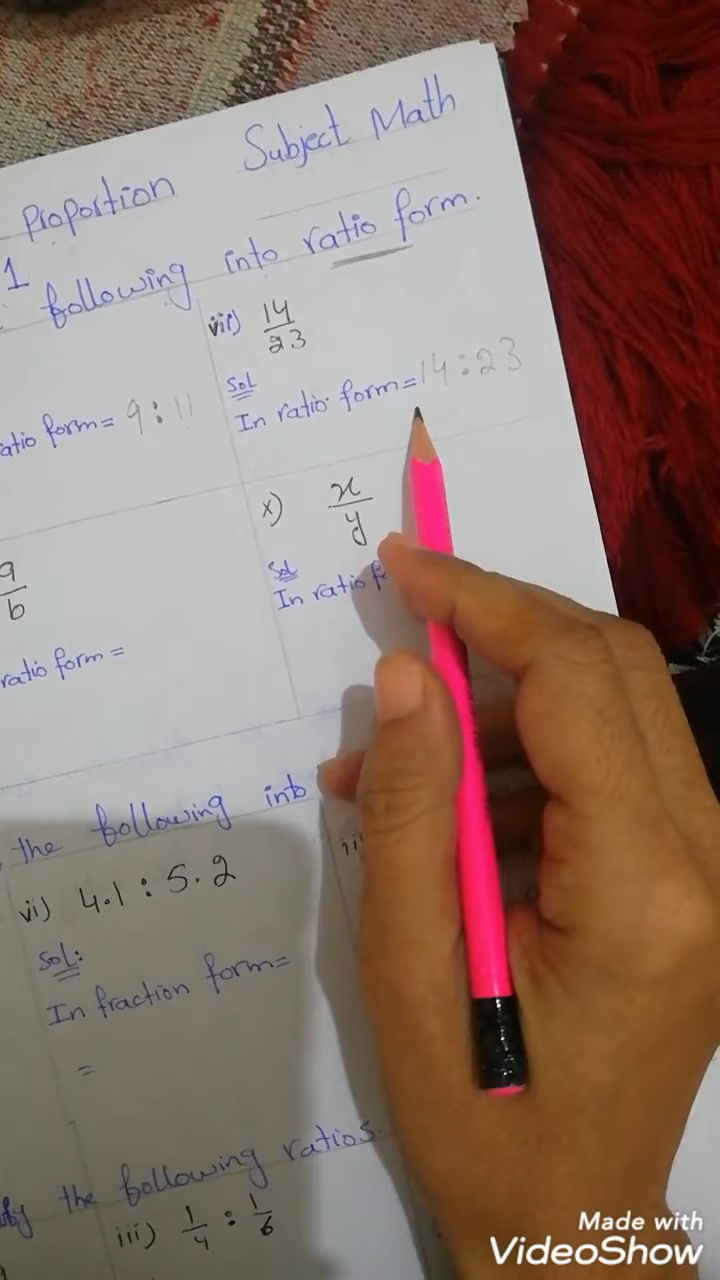 Subject Math
Proportion
1
following into ratio form.
vii) 14
23
Sol
In ratio form = 14 : 23
atio form = 9 : 11
x) x
y
Sol
In ratio
a
b
ratio form =
the following into
vi) 4.1 : 5.2
Sol:
In fraction form =
=
the following ratios.
iii) 1/4 : 1/6
Made with
VideoShow